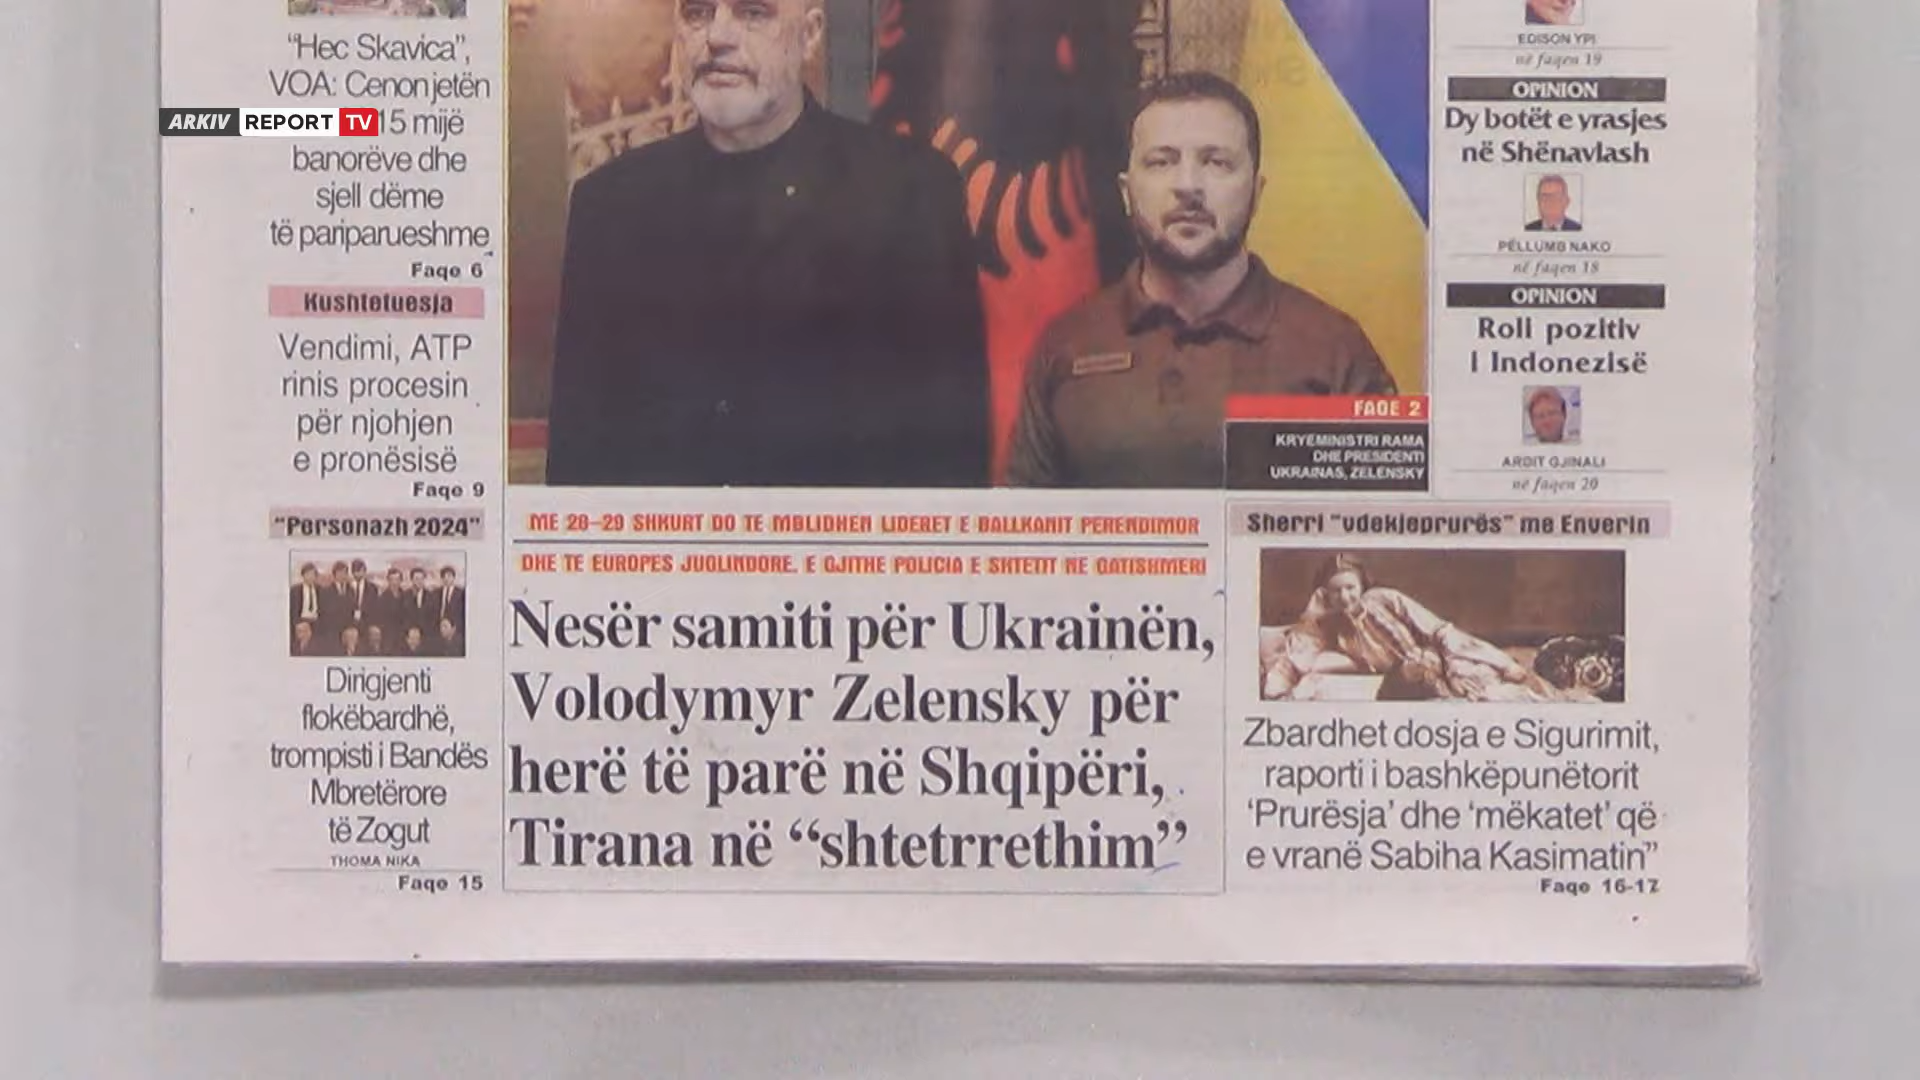 "Hec Skavica",
VOA: Cenon jetën
15 mijë
banorëve dhe
sjell dëme
të pariparueshme
Faqe 6
Kushtetuesja
Vendimi, ATP
rinis procesin
për njohjen
e pronësisë
Faqe 9
"Personazh 2024"
Dirigjenti
flokëbardhë,
trompisti i Bandës
Mbretërore
të Zogut
THOMA NIKA
Faqe 15
ARKIV REPORT TV
FAQE 2
KRYEMINISTRI RAMA
DHE PRESIDENTI
UKRAINAS, ZELENSKY
ME 28-29 SHKURT DO TE MBLIDHEN LIDERET E BALLKANIT PERENDIMOR
DHE TE EUROPES JUGLINDORE. E GJITHE POLICIA E SHTETIT NE GATISHMERI
Nesër samiti për Ukrainën,
Volodymyr Zelensky për
herë të parë në Shqipëri,
Tirana në “shtetrrethim”
EDISON YPI
në faqen 19
OPINION
Dy botët e vrasjes
në Shënavlash
PËLLUMB NAKO
në faqen 18
OPINION
Roli pozitiv
i Indonezisë
ARDIT GJINALI
në faqen 20
Sherri "vdekjeprurës" me Enverin
Zbardhet dosja e Sigurimit,
raporti i bashkëpunëtorit
‘Prurësja’ dhe ‘mëkatet’ që
e vranë Sabiha Kasimatin”
Faqe 16-17